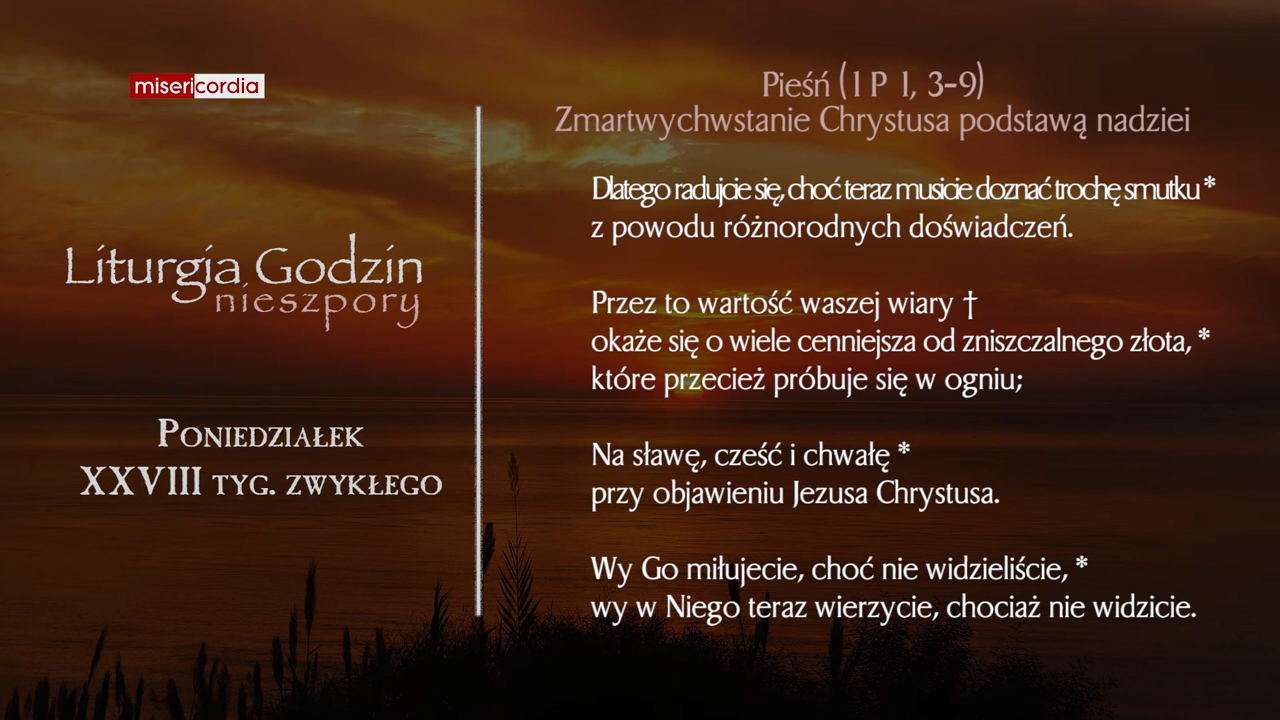 misericordia
Liturgia Godzin
nieszpory
Poniedziałek
XXVIII tyg. zwykłego
Pieśń (1 P 1, 3-9)
Zmartwychwstanie Chrystusa podstawą nadziei
Dlatego radujcie się, choć teraz musicie doznać trochę smutku *
z powodu różnorodnych doświadczeń.
Przez to wartość waszej wiary †
okaże się o wiele cenniejsza od zniszczalnego złota, *
które przecież próbuje się w ogniu;
Na sławę, cześć i chwałę *
przy objawieniu Jezusa Chrystusa.
Wy Go miłujecie, choć nie widzieliście, *
wy w Niego teraz wierzycie, chociaż nie widzicie.